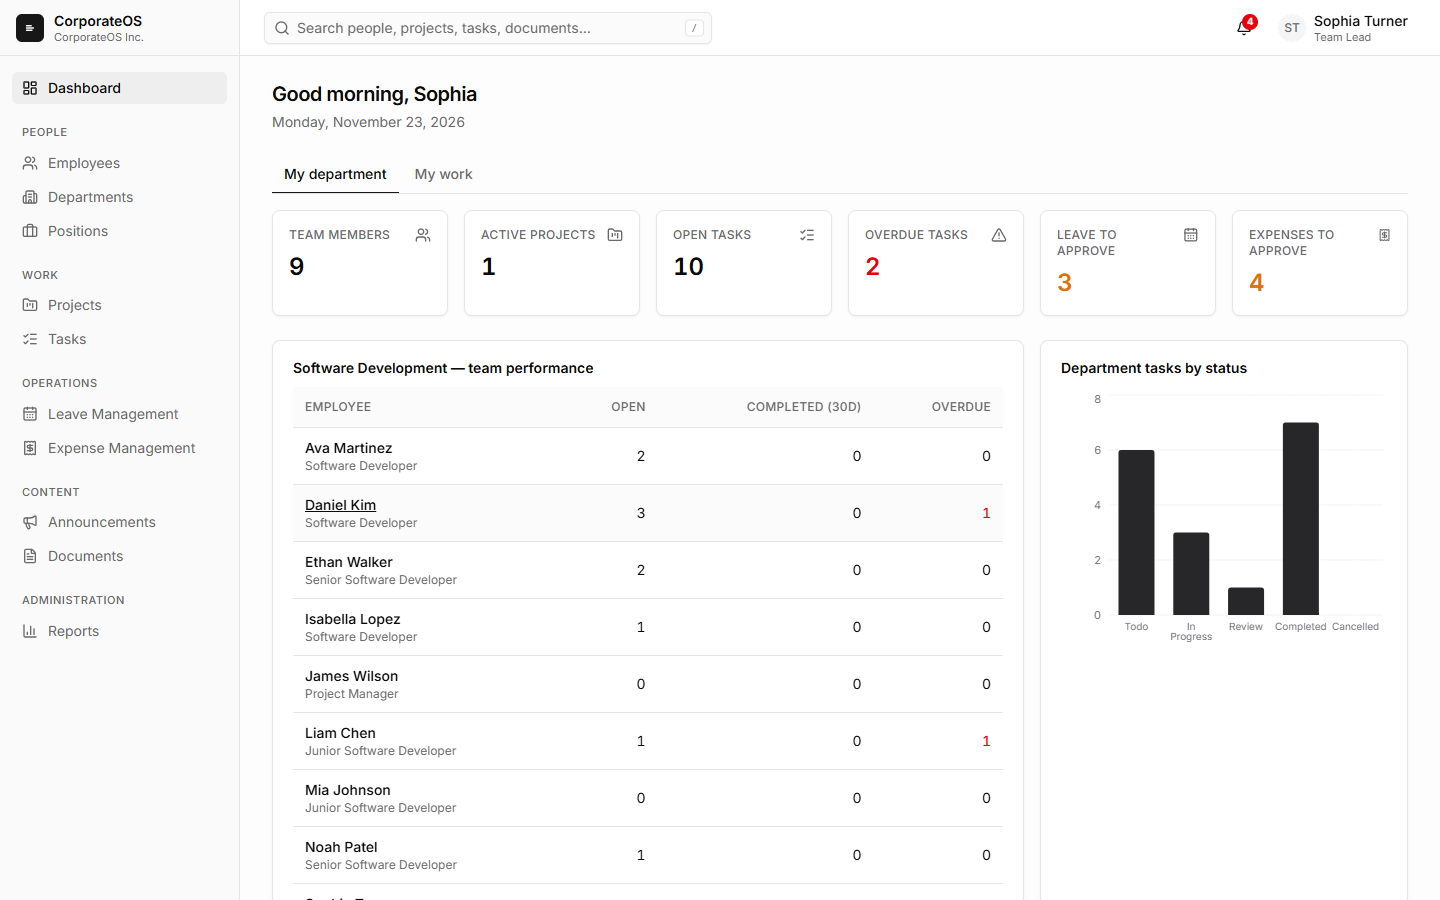 CorporateOS
CorporateOS Inc.
Search people, projects, tasks, documents...
/
4
ST
Sophia Turner
Team Lead
Dashboard
PEOPLE
Employees
Departments
Positions
WORK
Projects
Tasks
OPERATIONS
Leave Management
Expense Management
CONTENT
Announcements
Documents
ADMINISTRATION
Reports
Good morning, Sophia
Monday, November 23, 2026
My department
My work
TEAM MEMBERS
9
ACTIVE PROJECTS
1
OPEN TASKS
10
OVERDUE TASKS
2
LEAVE TO
APPROVE
3
EXPENSES TO
APPROVE
4
Software Development — team performance
EMPLOYEE OPEN COMPLETED (30D) OVERDUE
Ava Martinez
Software Developer
2 0 0
Daniel Kim
Software Developer
3 0 1
Ethan Walker
Senior Software Developer
2 0 0
Isabella Lopez
Software Developer
1 0 0
James Wilson
Project Manager
0 0 0
Liam Chen
Junior Software Developer
1 0 1
Mia Johnson
Junior Software Developer
0 0 0
Noah Patel
Senior Software Developer
1 0 0
Department tasks by status
8
6
4
2
0
Todo
In
Progress
Review
Completed
Cancelled